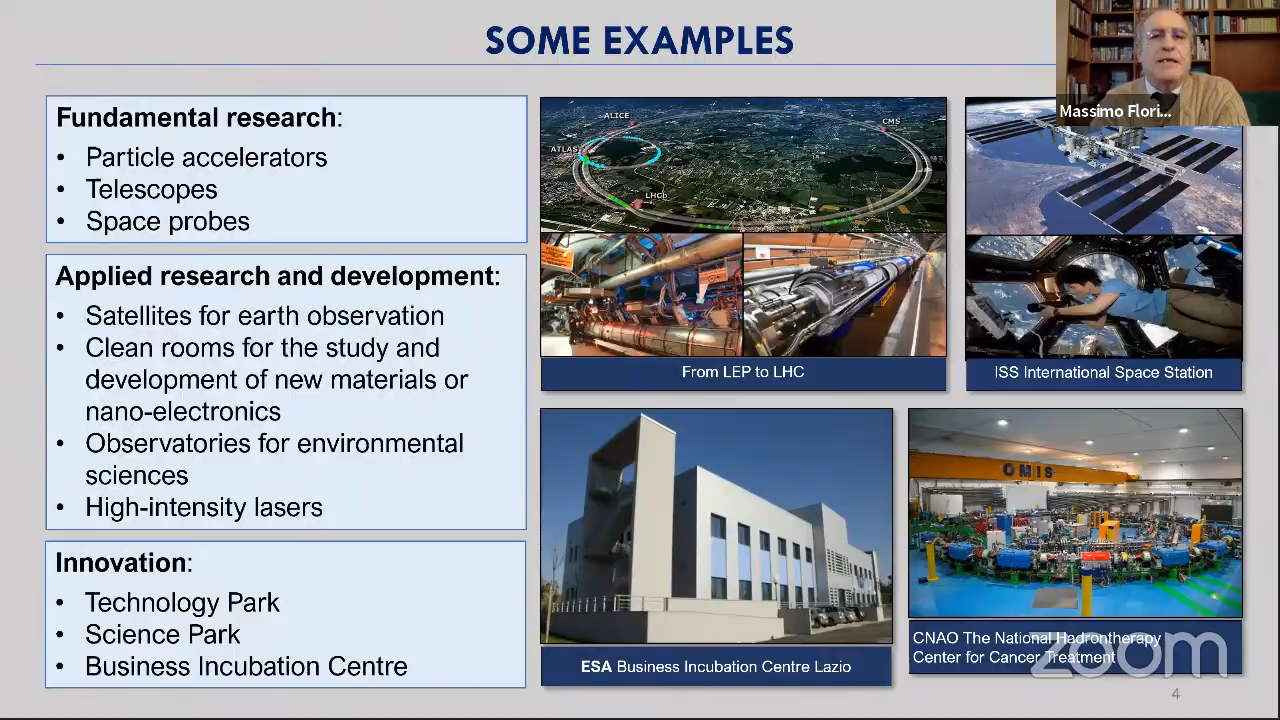 SOME EXAMPLES
Massimo Flori...
Fundamental research:
• Particle accelerators
• Telescopes
• Space probes
Applied research and development:
• Satellites for earth observation
• Clean rooms for the study and
development of new materials or
nano-electronics
• Observatories for environmental
sciences
• High-intensity lasers
Innovation:
• Technology Park
• Science Park
• Business Incubation Centre
ALICE
ATLAS
CMS
LHCb
From LEP to LHC
ISS International Space Station
ESA Business Incubation Centre Lazio
OMIS
CNAO The National Hadrontherapy
Center for Cancer Treatment
zoom
4